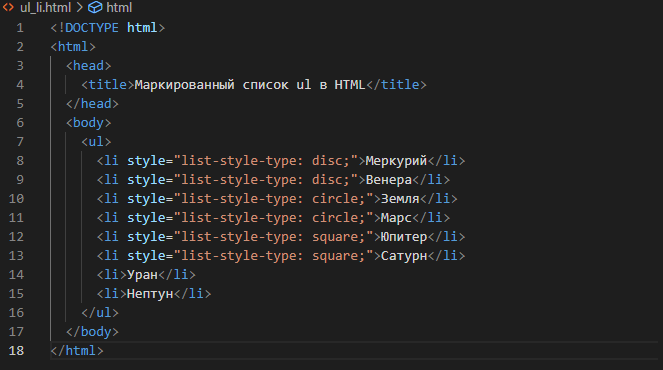 ul_li.html > html
1 <!DOCTYPE html>
2 <html>
3 <head>
4 <title>Маркированный список ul в HTML</title>
5 </head>
6 <body>
7 <ul>
8 <li style="list-style-type: disc;">Меркурий</li>
9 <li style="list-style-type: disc;">Венера</li>
10 <li style="list-style-type: circle;">Земля</li>
11 <li style="list-style-type: circle;">Марс</li>
12 <li style="list-style-type: square;">Юпитер</li>
13 <li style="list-style-type: square;">Сатурн</li>
14 <li>Уран</li>
15 <li>Нептун</li>
16 </ul>
17 </body>
18 </html>